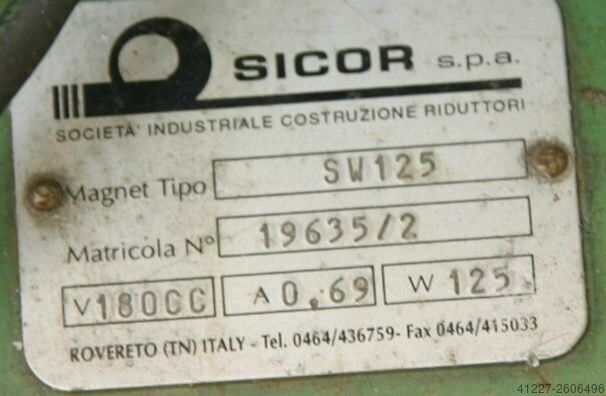 SICOR s.p.a.
SOCIETA' INDUSTRIALE COSTRUZIONE RIDUTTORI
Magnet Tipo SW125
Matricola N° 19635/2
V 180CC A 0.69 W 125
ROVERETO (TN) ITALY - Tel. 0464/436759- Fax 0464/415033
41227-2606496